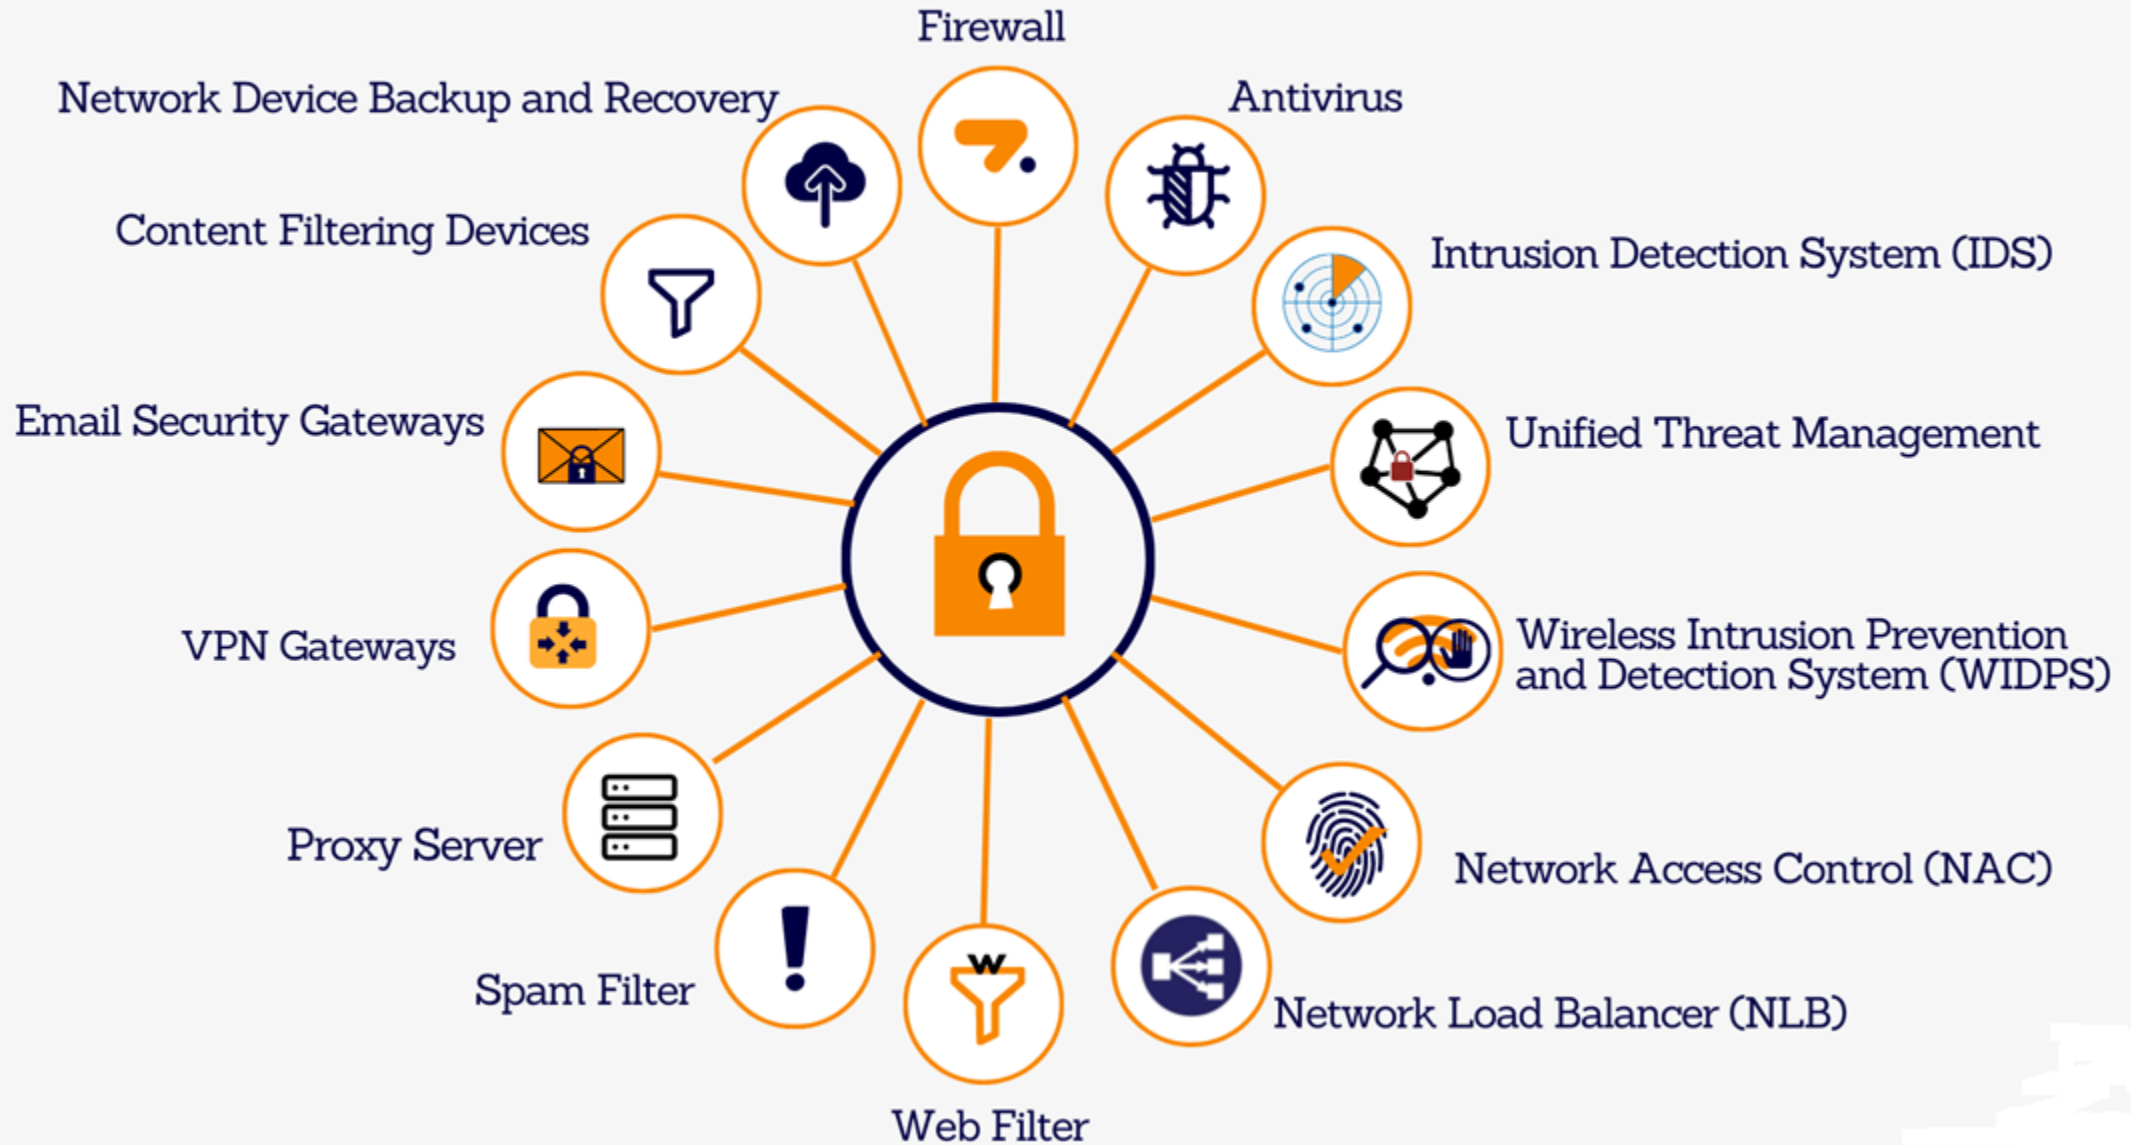 Firewall
Network Device Backup and Recovery
Antivirus
Content Filtering Devices
Intrusion Detection System (IDS)
Email Security Gateways
Unified Threat Management
VPN Gateways
Wireless Intrusion Prevention
and Detection System (WIDPS)
Proxy Server
Network Access Control (NAC)
Spam Filter
W
Network Load Balancer (NLB)
Web Filter